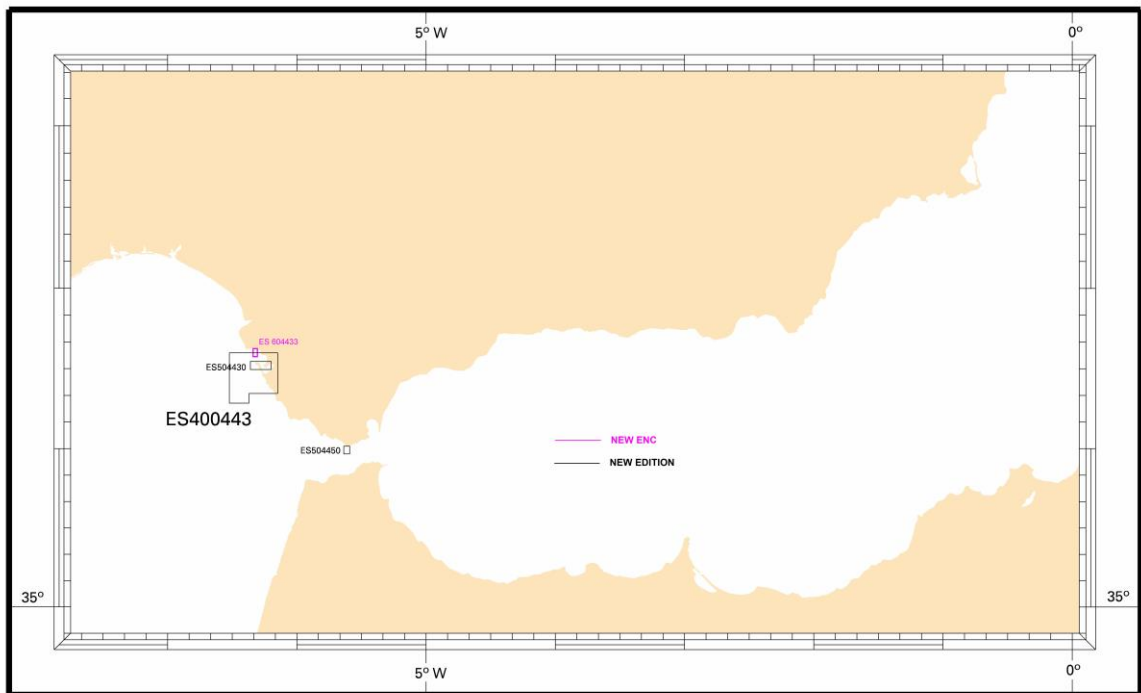 5º W
0º
ES 604433
ES504430
ES400443
NEW ENC
ES504450
NEW EDITION
35º
35º
5º W
0º